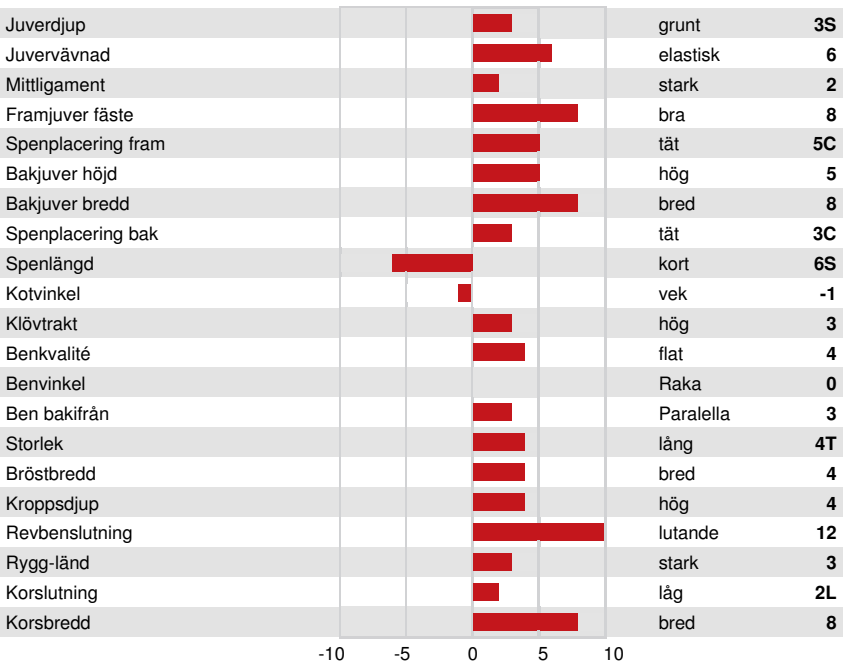 Juverdjup grunt 3S
Juvervävnad elastisk 6
Mittligament stark 2
Framjuver fäste bra 8
Spenplacering fram tät 5C
Bakjuver höjd hög 5
Bakjuver bredd bred 8
Spenplacering bak tät 3C
Spenlängd kort 6S
Kotvinkel vek -1
Klövtrakt hög 3
Benkvalité flat 4
Benvinkel Raka 0
Ben bakifrån Paralella 3
Storlek lång 4T
Bröstbredd bred 4
Kroppsdjup hög 4
Revbenslutning lutande 12
Rygg-länd stark 3
Korslutning låg 2L
Korsbredd bred 8
-10 -5 0 5 10